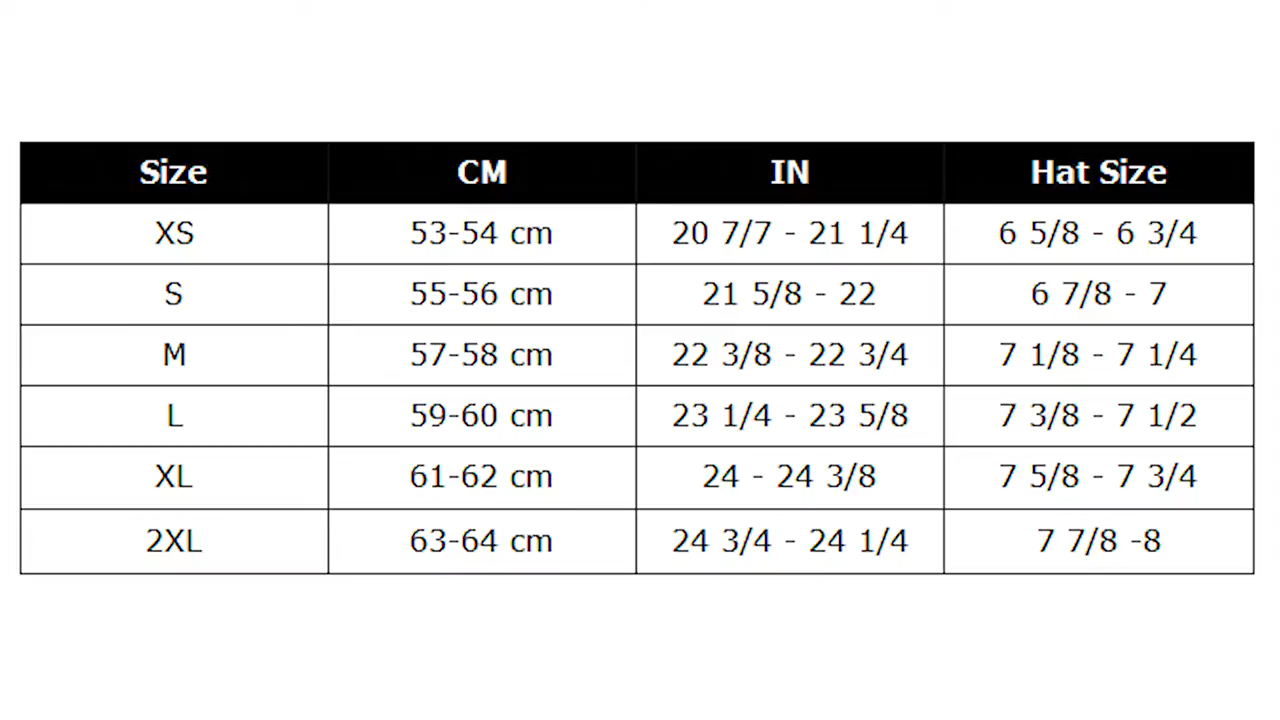 Size CM IN Hat Size
XS 53-54 cm 20 7/7 - 21 1/4 6 5/8 - 6 3/4
S 55-56 cm 21 5/8 - 22 6 7/8 - 7
M 57-58 cm 22 3/8 - 22 3/4 7 1/8 - 7 1/4
L 59-60 cm 23 1/4 - 23 5/8 7 3/8 - 7 1/2
XL 61-62 cm 24 - 24 3/8 7 5/8 - 7 3/4
2XL 63-64 cm 24 3/4 - 24 1/4 7 7/8 -8